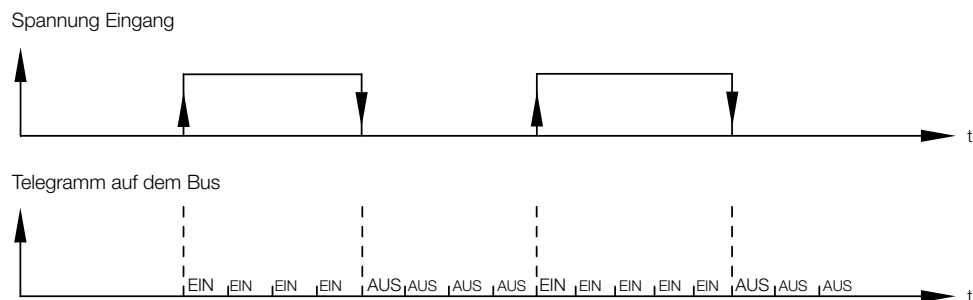 Spannung Eingang
t
Telegramm auf dem Bus
EIN EIN EIN EIN AUS AUS AUS AUS EIN EIN EIN EIN EIN AUS AUS AUS
t